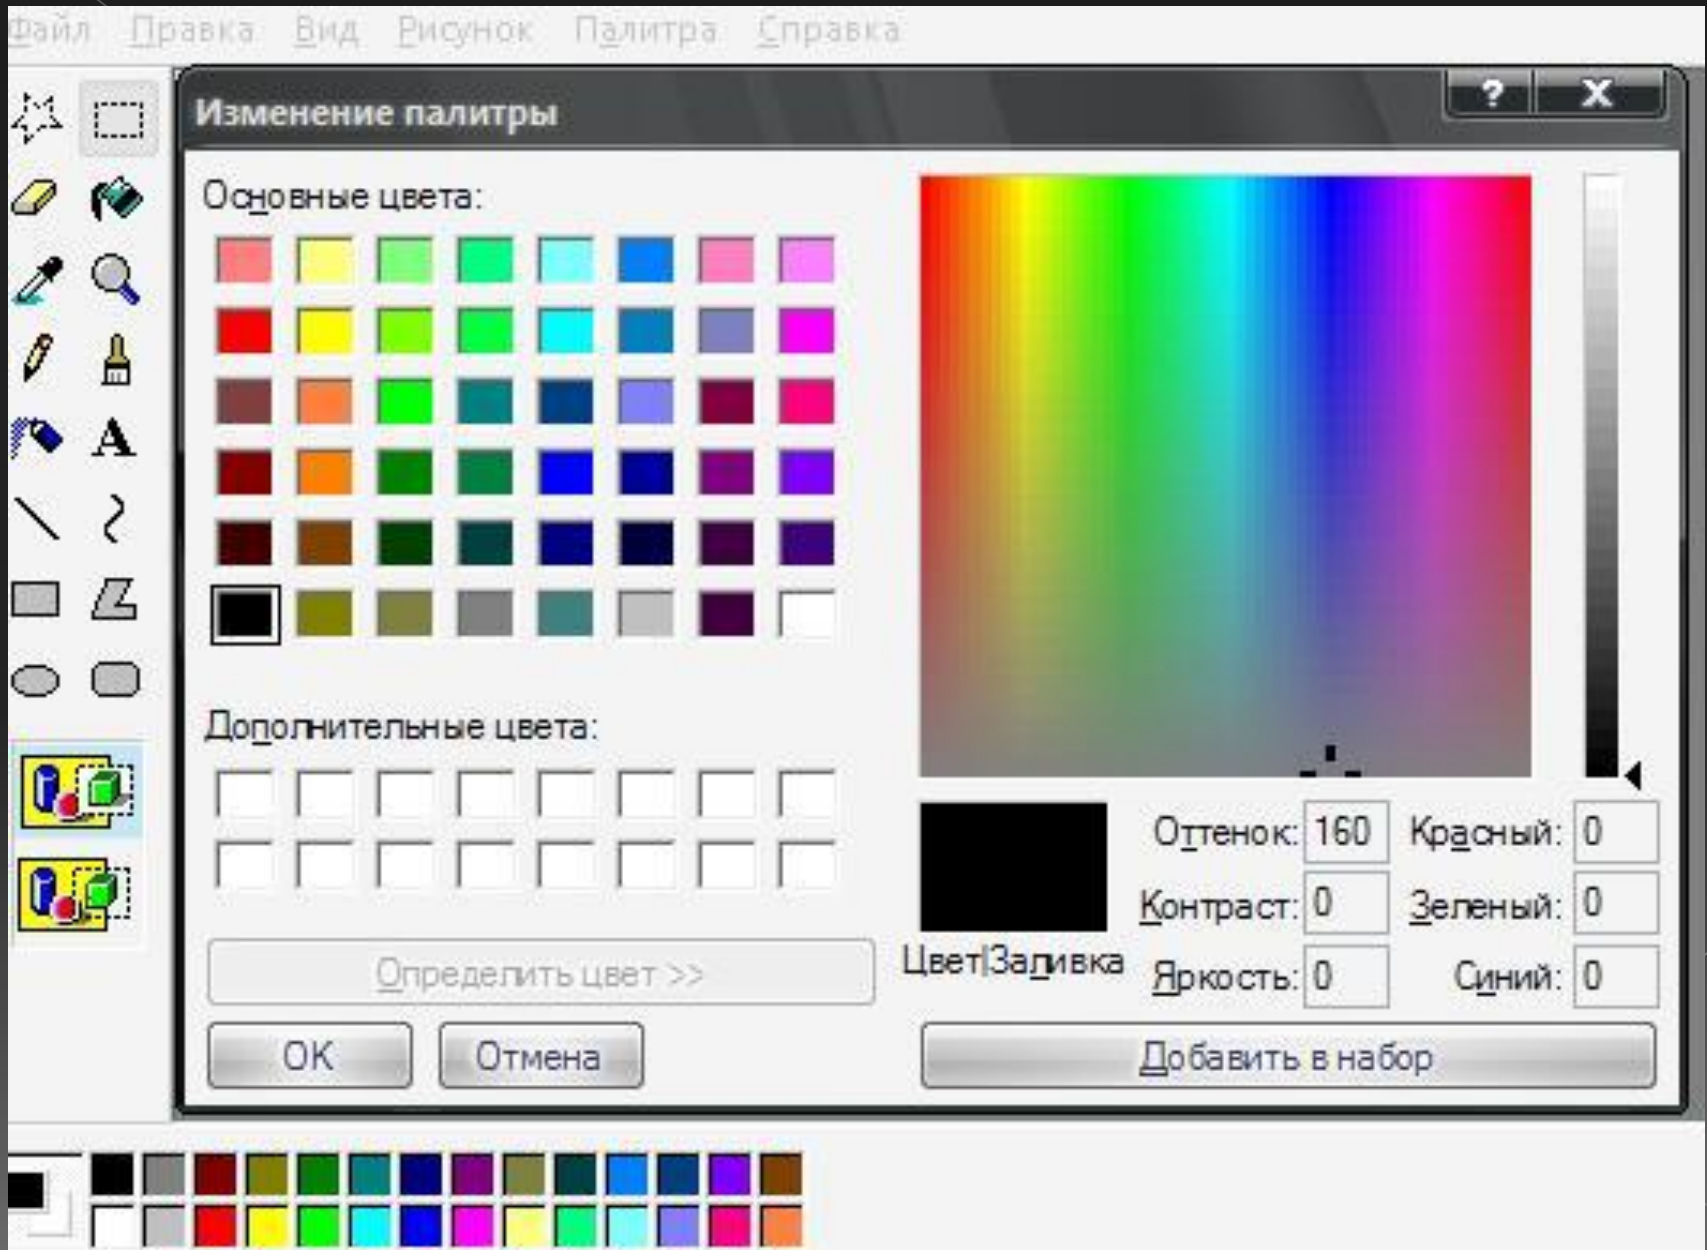 Файл Правка Вид Рисунок Палитра Справка
Изменение палитры
? X
Основные цвета:
A
Дополнительные цвета:
Оттенок: 160 Красный: 0
Контраст: 0 Зеленый: 0
Цвет|Заливка Яркость: 0 Синий: 0
Определить цвет >>
OK Отмена Добавить в набор